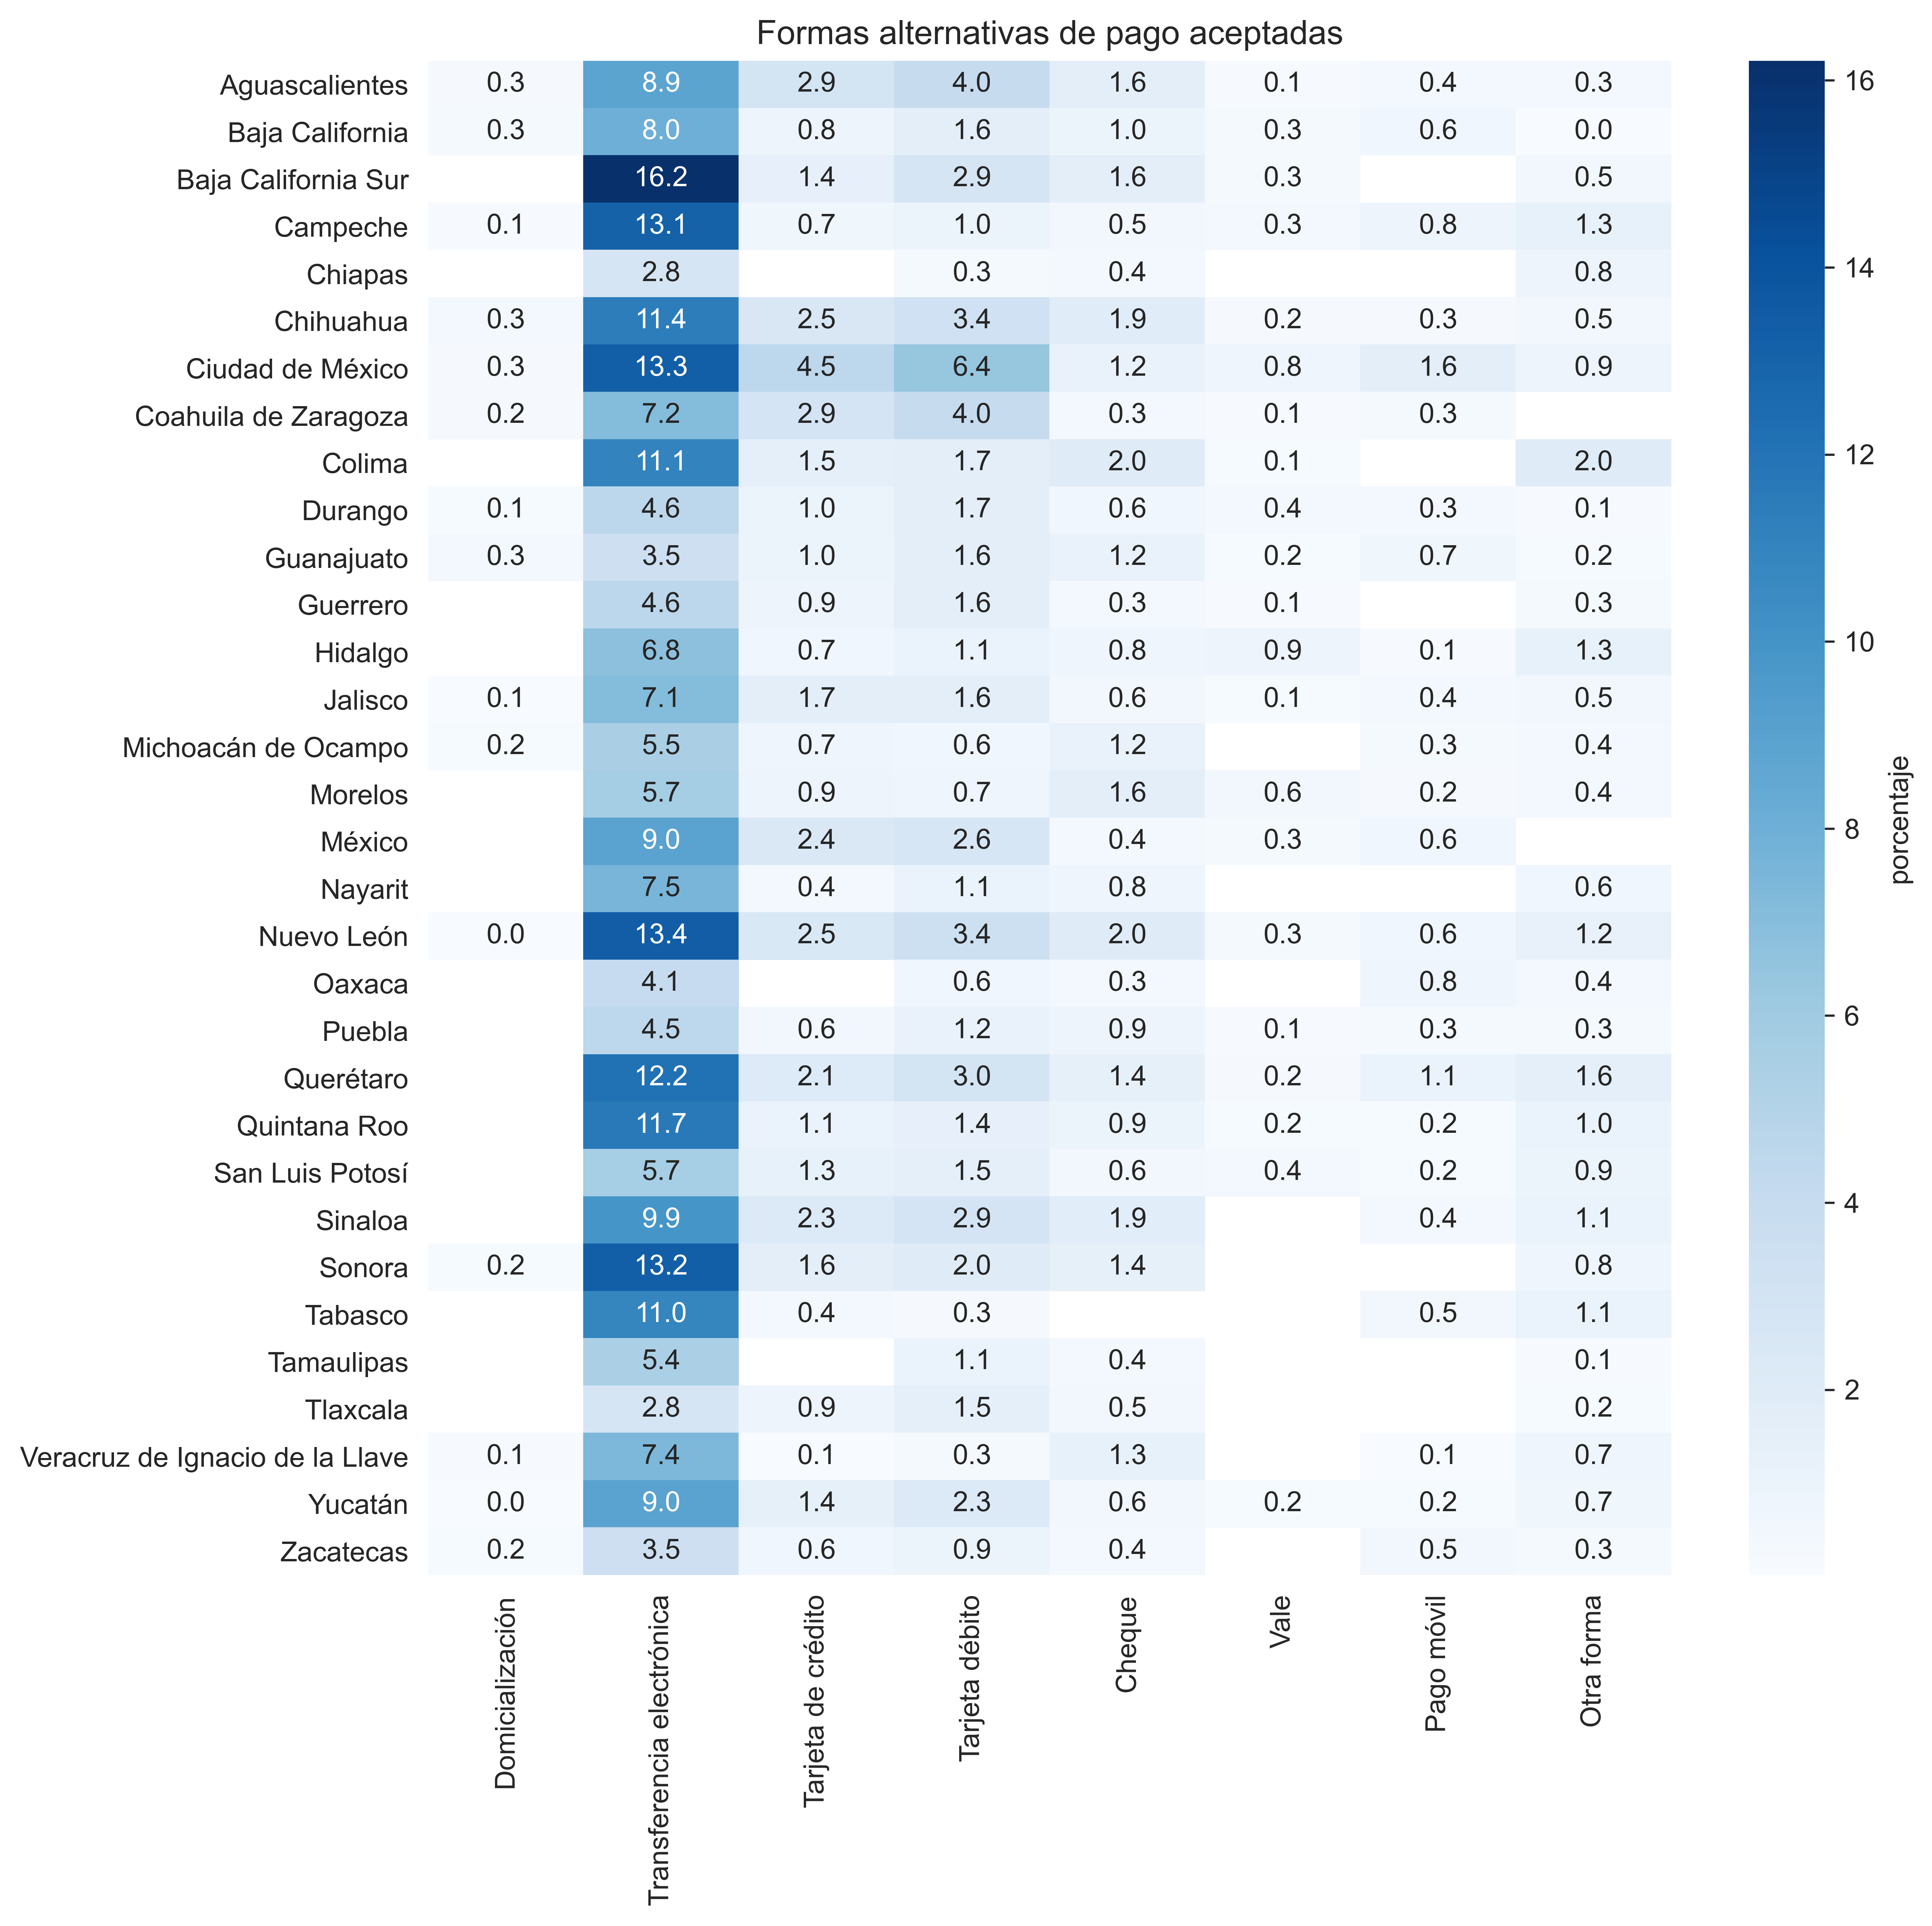 Formas alternativas de pago aceptadas
Aguascalientes 0.3 8.9 2.9 4.0 1.6 0.1 0.4 0.3
Baja California 0.3 8.0 0.8 1.6 1.0 0.3 0.6 0.0
Baja California Sur 16.2 1.4 2.9 1.6 0.3 0.5
Campeche 0.1 13.1 0.7 1.0 0.5 0.3 0.8 1.3
Chiapas 2.8 0.3 0.4 0.8
Chihuahua 0.3 11.4 2.5 3.4 1.9 0.2 0.3 0.5
Ciudad de México 0.3 13.3 4.5 6.4 1.2 0.8 1.6 0.9
Coahuila de Zaragoza 0.2 7.2 2.9 4.0 0.3 0.1 0.3
Colima 11.1 1.5 1.7 2.0 0.1 2.0
Durango 0.1 4.6 1.0 1.7 0.6 0.4 0.3 0.1
Guanajuato 0.3 3.5 1.0 1.6 1.2 0.2 0.7 0.2
Guerrero 4.6 0.9 1.6 0.3 0.1 0.3
Hidalgo 6.8 0.7 1.1 0.8 0.9 0.1 1.3
Jalisco 0.1 7.1 1.7 1.6 0.6 0.1 0.4 0.5
Michoacán de Ocampo 0.2 5.5 0.7 0.6 1.2 0.3 0.4
Morelos 5.7 0.9 0.7 1.6 0.6 0.2 0.4
México 9.0 2.4 2.6 0.4 0.3 0.6
Nayarit 7.5 0.4 1.1 0.8 0.6
Nuevo León 0.0 13.4 2.5 3.4 2.0 0.3 0.6 1.2
Oaxaca 4.1 0.6 0.3 0.8 0.4
Puebla 4.5 0.6 1.2 0.9 0.1 0.3 0.3
Querétaro 12.2 2.1 3.0 1.4 0.2 1.1 1.6
Quintana Roo 11.7 1.1 1.4 0.9 0.2 0.2 1.0
San Luis Potosí 5.7 1.3 1.5 0.6 0.4 0.2 0.9
Sinaloa 9.9 2.3 2.9 1.9 0.4 1.1
Sonora 0.2 13.2 1.6 2.0 1.4 0.8
Tabasco 11.0 0.4 0.3 0.5 1.1
Tamaulipas 5.4 1.1 0.4 0.1
Tlaxcala 2.8 0.9 1.5 0.5 0.2
Veracruz de Ignacio de la Llave 0.1 7.4 0.1 0.3 1.3 0.1 0.7
Yucatán 0.0 9.0 1.4 2.3 0.6 0.2 0.2 0.7
Zacatecas 0.2 3.5 0.6 0.9 0.4 0.5 0.3
Domicialización
Transferencia electrónica
Tarjeta de crédito
Tarjeta débito
Cheque
Vale
Pago móvil
Otra forma
16
14
12
10
8
6
4
2
porcentaje